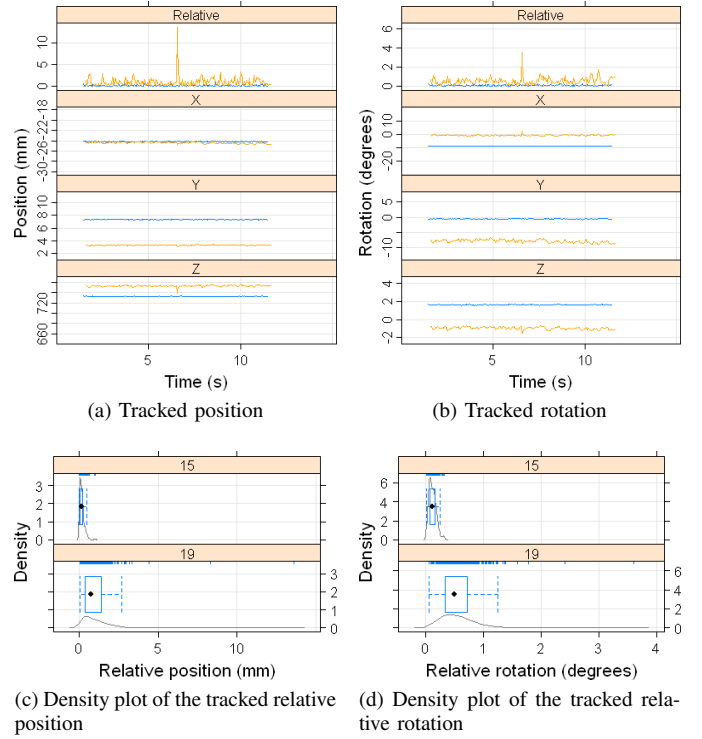 Relative
Position (mm)
0 5 10
X
-30 -26 -22 -18
Y
2 4 6 8 10
Z
660 720
5 10
Time (s)
(a) Tracked position
Relative
Rotation (degrees)
0 2 4 6
X
-20 0 10
Y
-10 0 5
Z
-2 0 2 4
5 10
Time (s)
(b) Tracked rotation
15
Density
0 1 2 3
19
0 1 2 3
0 5 10
Relative position (mm)
(c) Density plot of the tracked relative
position
15
Density
0 2 4 6
19
0 2 4 6
0 1 2 3 4
Relative rotation (degrees)
(d) Density plot of the tracked rela-
tive rotation